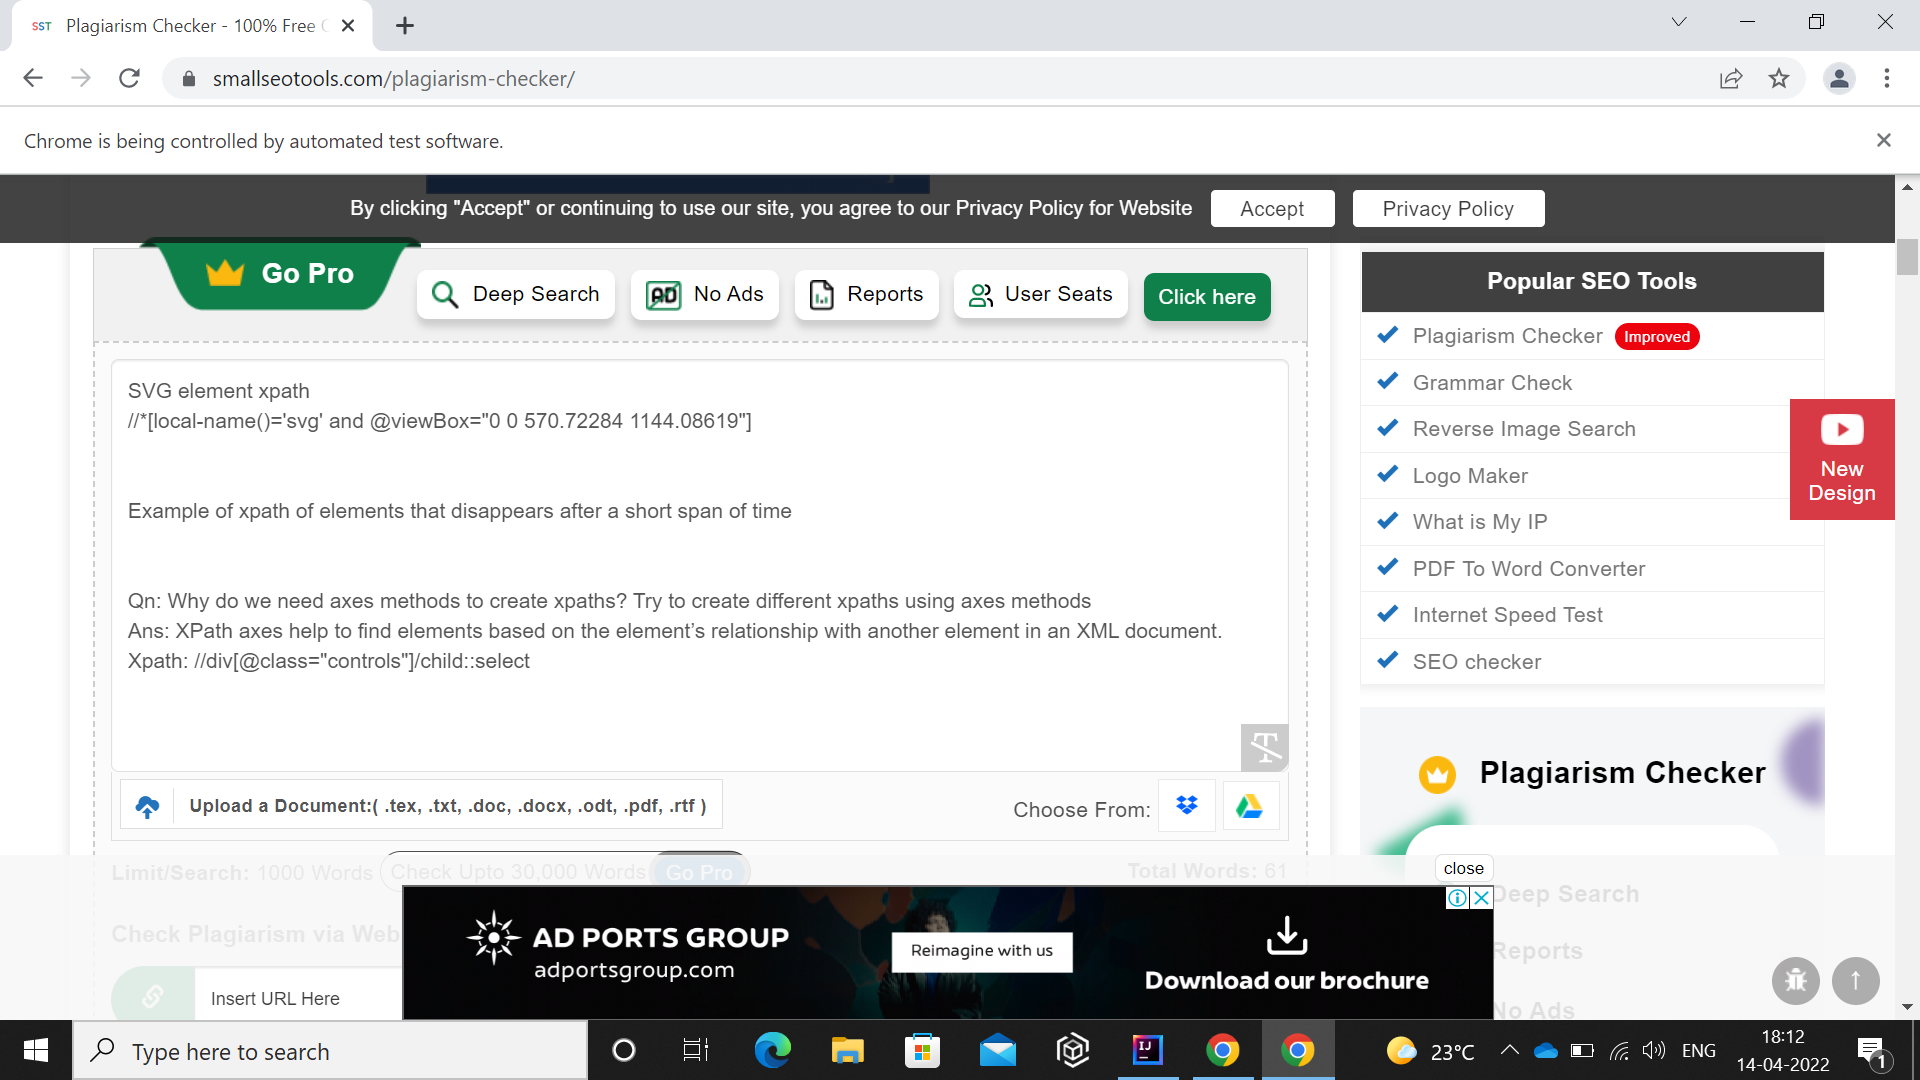 SST Plagiarism Checker - 100% Free
smallseotools.com/plagiarism-checker/
Chrome is being controlled by automated test software.
By clicking "Accept" or continuing to use our site, you agree to our Privacy Policy for Website
Accept
Privacy Policy
Go Pro
Deep Search
AD No Ads
Reports
User Seats
Click here
SVG element xpath
//*[local-name()='svg' and @viewBox="0 0 570.72284 1144.08619"]
Example of xpath of elements that disappears after a short span of time
Qn: Why do we need axes methods to create xpaths? Try to create different xpaths using axes methods
Ans: XPath axes help to find elements based on the element’s relationship with another element in an XML document.
Xpath: //div[@class="controls"]/child::select
Upload a Document:( .tex, .txt, .doc, .docx, .odt, .pdf, .rtf )
Choose From:
Limit/Search: 1000 Words
Check Upto 30,000 Words
Go Pro
Total Words: 61
Check Plagiarism via Web
Insert URL Here
Popular SEO Tools
Plagiarism Checker Improved
Grammar Check
Reverse Image Search
Logo Maker
What is My IP
PDF To Word Converter
Internet Speed Test
SEO checker
New
Design
Plagiarism Checker
Deep Search
Reports
No Ads
close
AD PORTS GROUP
adportsgroup.com
Reimagine with us
Download our brochure
Type here to search
IJ
23°C
ENG
18:12
14-04-2022
1